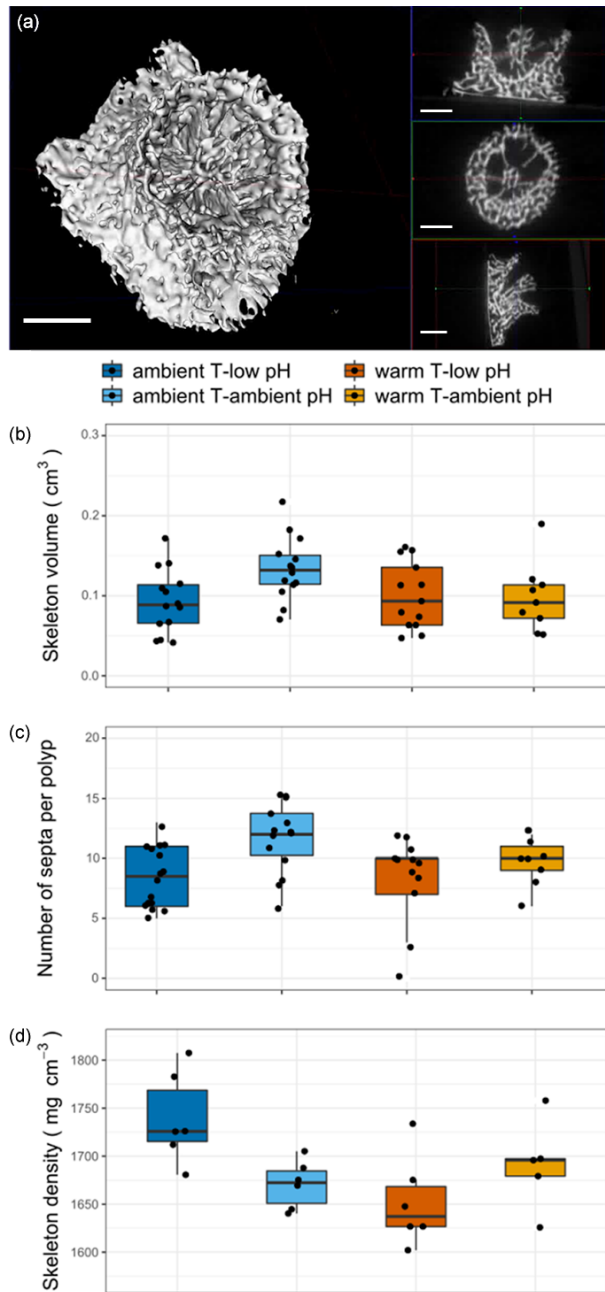 (a)
ambient T-low pH
warm T-low pH
ambient T-ambient pH
warm T-ambient pH
(b)
Skeleton volume ( cm³ )
0.3
0.2
0.1
0.0
(c)
Number of septa per polyp
20
15
10
5
0
(d)
Skeleton density ( mg cm⁻³ )
1800
1750
1700
1650
1600